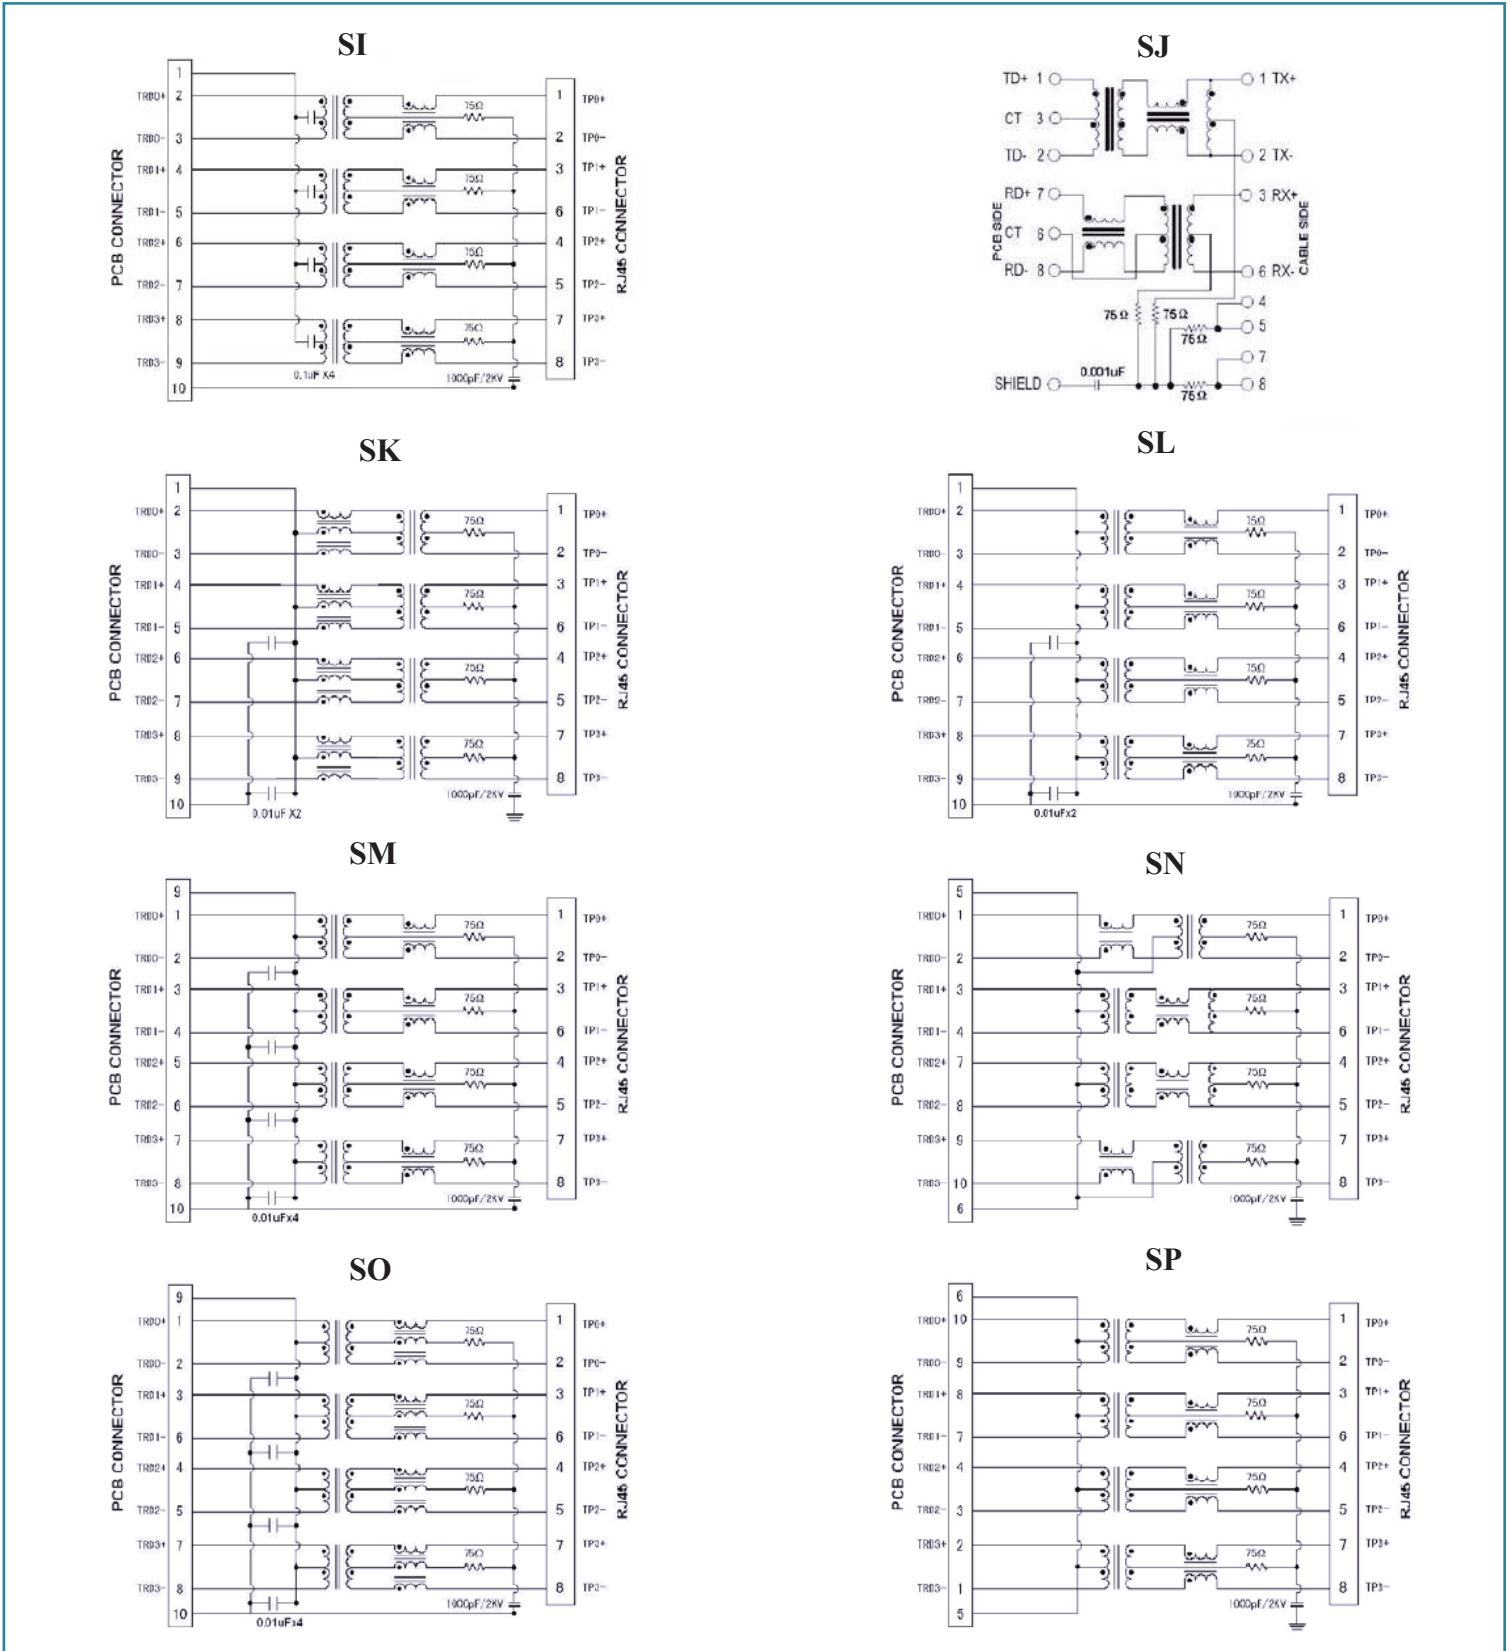 SI
1
TRD0+ 2
TRD0- 3
TRD1+ 4
TRD1- 5
TRD2+ 6
TRD2- 7
TRD3+ 8
TRD3- 9
10
PCB CONNECTOR
75Ω
75Ω
75Ω
75Ω
0.1uF X4
1000pF/2KV
1 TP0+
2 TP0-
3 TP1+
6 TP1-
4 TP2+
5 TP2-
7 TP3+
8 TP3-
RJ45 CONNECTOR
SJ
TD+ 1
CT 3
TD- 2
RD+ 7
CT 6
RD- 8
PCB SIDE
1 TX+
2 TX-
3 RX+
6 RX-
CABLE SIDE
4
5
7
8
75Ω
75Ω
75Ω
75Ω
SHIELD
0.001uF
SK
1
TRD0+ 2
TRD0- 3
TRD1+ 4
TRD1- 5
TRD2+ 6
TRD2- 7
TRD3+ 8
TRD3- 9
10
PCB CONNECTOR
75Ω
75Ω
75Ω
75Ω
0.01uF X2
1000pF/2KV
1 TP0+
2 TP0-
3 TP1+
6 TP1-
4 TP2+
5 TP2-
7 TP3+
8 TP3-
RJ45 CONNECTOR
SL
1
TRD0+ 2
TRD0- 3
TRD1+ 4
TRD1- 5
TRD2+ 6
TRD2- 7
TRD3+ 8
TRD3- 9
10
PCB CONNECTOR
75Ω
75Ω
75Ω
75Ω
0.01uFx2
1000pF/2KV
1 TP0+
2 TP0-
3 TP1+
6 TP1-
4 TP2+
5 TP2-
7 TP3+
8 TP3-
RJ45 CONNECTOR
SM
9
TRD0+ 1
TRD0- 2
TRD1+ 3
TRD1- 4
TRD2+ 5
TRD2- 6
TRD3+ 7
TRD3- 8
10
PCB CONNECTOR
75Ω
75Ω
75Ω
75Ω
0.01uFx4
1000pF/2KV
1 TP0+
2 TP0-
3 TP1+
6 TP1-
4 TP2+
5 TP2-
7 TP3+
8 TP3-
RJ45 CONNECTOR
SN
5
TRD0+ 1
TRD0- 2
TRD1+ 3
TRD1- 4
TRD2+ 7
TRD2- 8
TRD3+ 9
TRD3- 10
6
PCB CONNECTOR
75Ω
75Ω
75Ω
75Ω
1000pF/2KV
1 TP0+
2 TP0-
3 TP1+
6 TP1-
4 TP2+
5 TP2-
7 TP3+
8 TP3-
RJ45 CONNECTOR
SO
9
TRD0+ 1
TRD0- 2
TRD1+ 3
TRD1- 6
TRD2+ 4
TRD2- 5
TRD3+ 7
TRD3- 8
10
PCB CONNECTOR
75Ω
75Ω
75Ω
75Ω
0.01uFx4
1000pF/2KV
1 TP0+
2 TP0-
3 TP1+
6 TP1-
4 TP2+
5 TP2-
7 TP3+
8 TP3-
RJ45 CONNECTOR
SP
6
TRD0+ 10
TRD0- 9
TRD1+ 8
TRD1- 7
TRD2+ 4
TRD2- 3
TRD3+ 2
TRD3- 1
5
PCB CONNECTOR
75Ω
75Ω
75Ω
75Ω
1000pF/2KV
1 TP0+
2 TP0-
3 TP1+
6 TP1-
4 TP2+
5 TP2-
7 TP3+
8 TP3-
RJ45 CONNECTOR